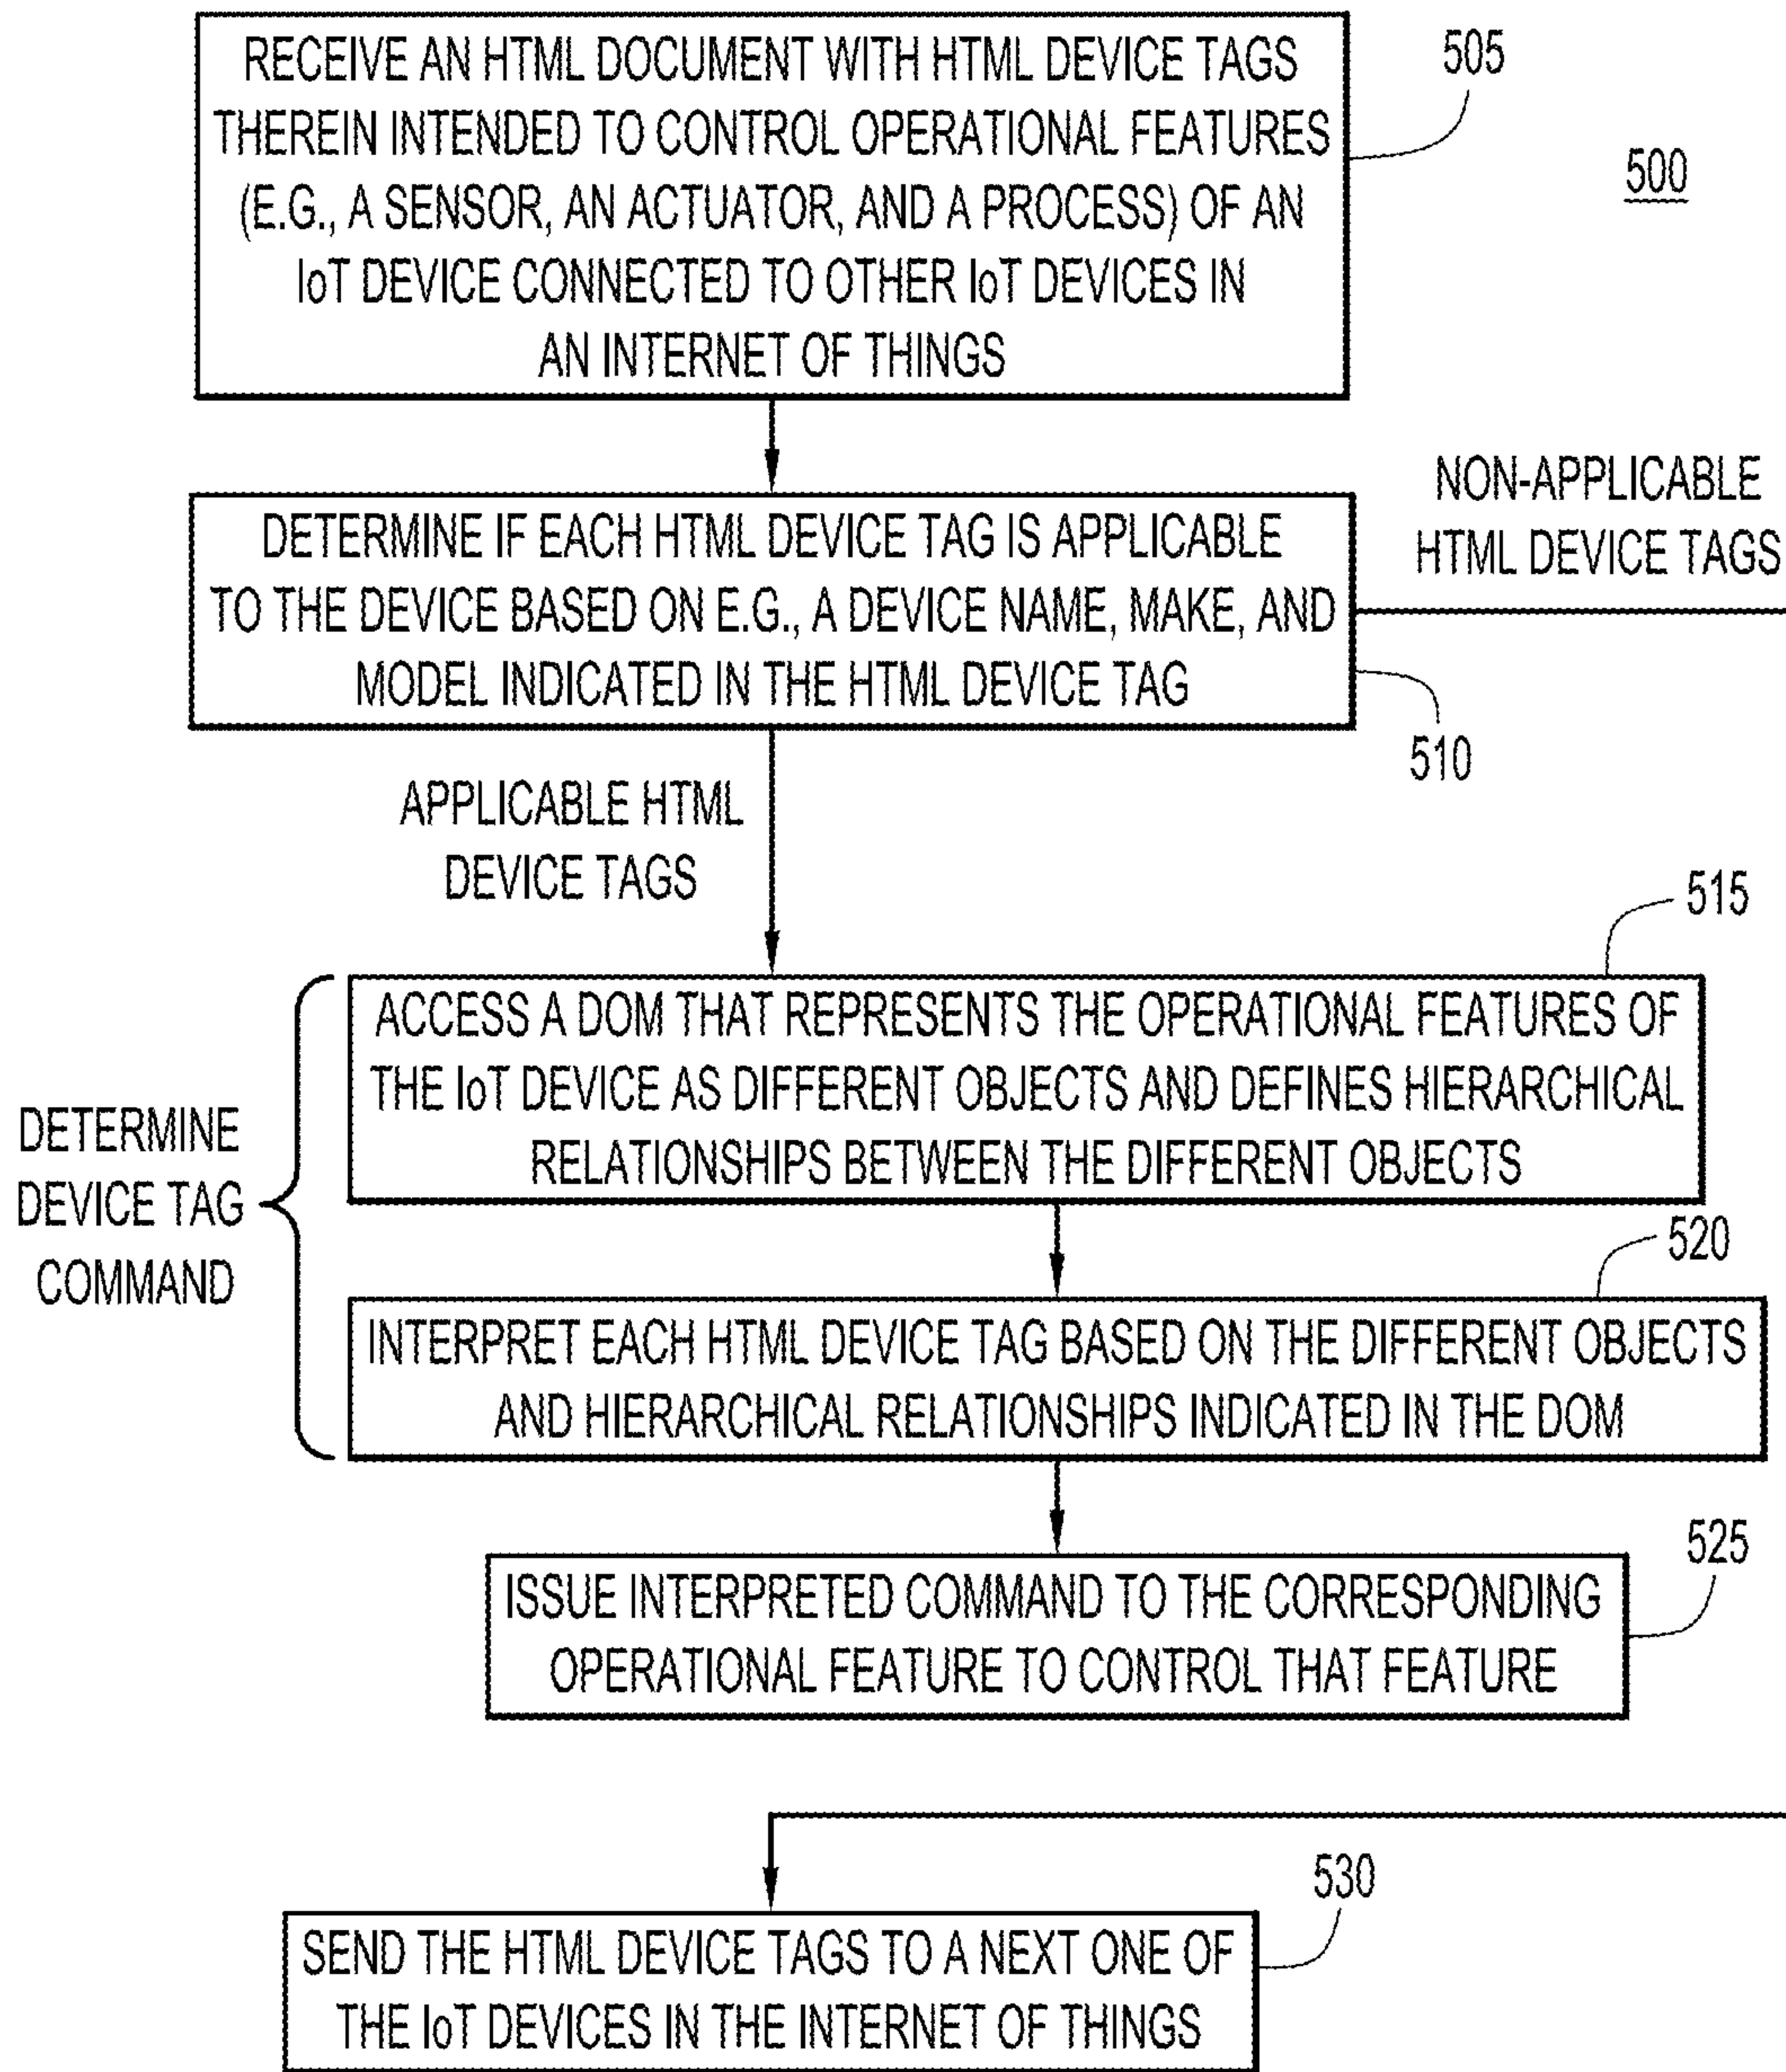 RECEIVE AN HTML DOCUMENT WITH HTML DEVICE TAGS
THEREIN INTENDED TO CONTROL OPERATIONAL FEATURES
(E.G., A SENSOR, AN ACTUATOR, AND A PROCESS) OF AN
IoT DEVICE CONNECTED TO OTHER IoT DEVICES IN
AN INTERNET OF THINGS
505
500
DETERMINE IF EACH HTML DEVICE TAG IS APPLICABLE
TO THE DEVICE BASED ON E.G., A DEVICE NAME, MAKE, AND
MODEL INDICATED IN THE HTML DEVICE TAG
NON-APPLICABLE
HTML DEVICE TAGS
510
APPLICABLE HTML
DEVICE TAGS
515
ACCESS A DOM THAT REPRESENTS THE OPERATIONAL FEATURES OF
THE IoT DEVICE AS DIFFERENT OBJECTS AND DEFINES HIERARCHICAL
RELATIONSHIPS BETWEEN THE DIFFERENT OBJECTS
DETERMINE
DEVICE TAG
COMMAND
520
INTERPRET EACH HTML DEVICE TAG BASED ON THE DIFFERENT OBJECTS
AND HIERARCHICAL RELATIONSHIPS INDICATED IN THE DOM
525
ISSUE INTERPRETED COMMAND TO THE CORRESPONDING
OPERATIONAL FEATURE TO CONTROL THAT FEATURE
530
SEND THE HTML DEVICE TAGS TO A NEXT ONE OF
THE IoT DEVICES IN THE INTERNET OF THINGS